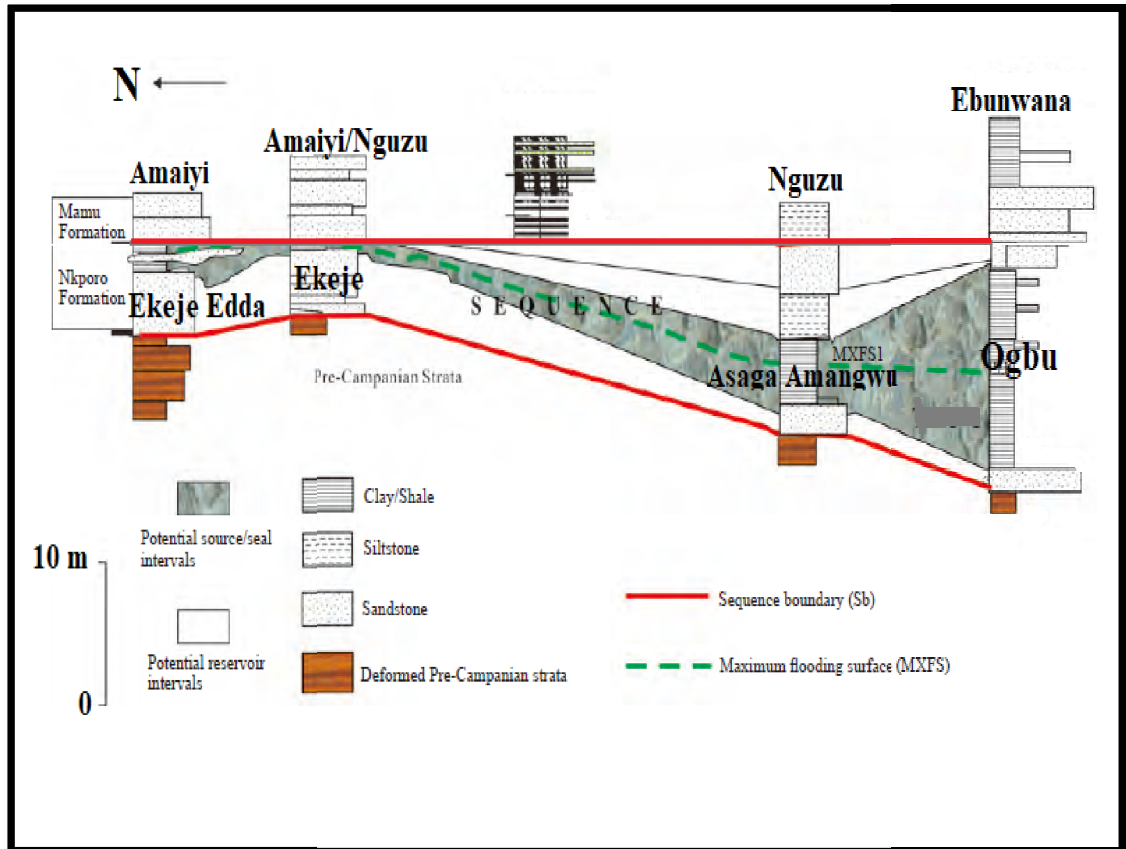 N
Ebunwana
Amaiyi/Nguzu
Amaiyi
Nguzu
Mamu
Formation
Nkporo
Formation
Ekeje Edda
Ekeje
SEQUENCE
MXFS1
Ogbu
Asaga Amangwu
Pre-Campanian Strata
Potential source/seal
intervals
Clay/Shale
Siltstone
10 m
Sandstone
Potential reservoir
intervals
Deformed Pre-Campanian strata
0
Sequence boundary (Sb)
Maximum flooding surface (MXFS)